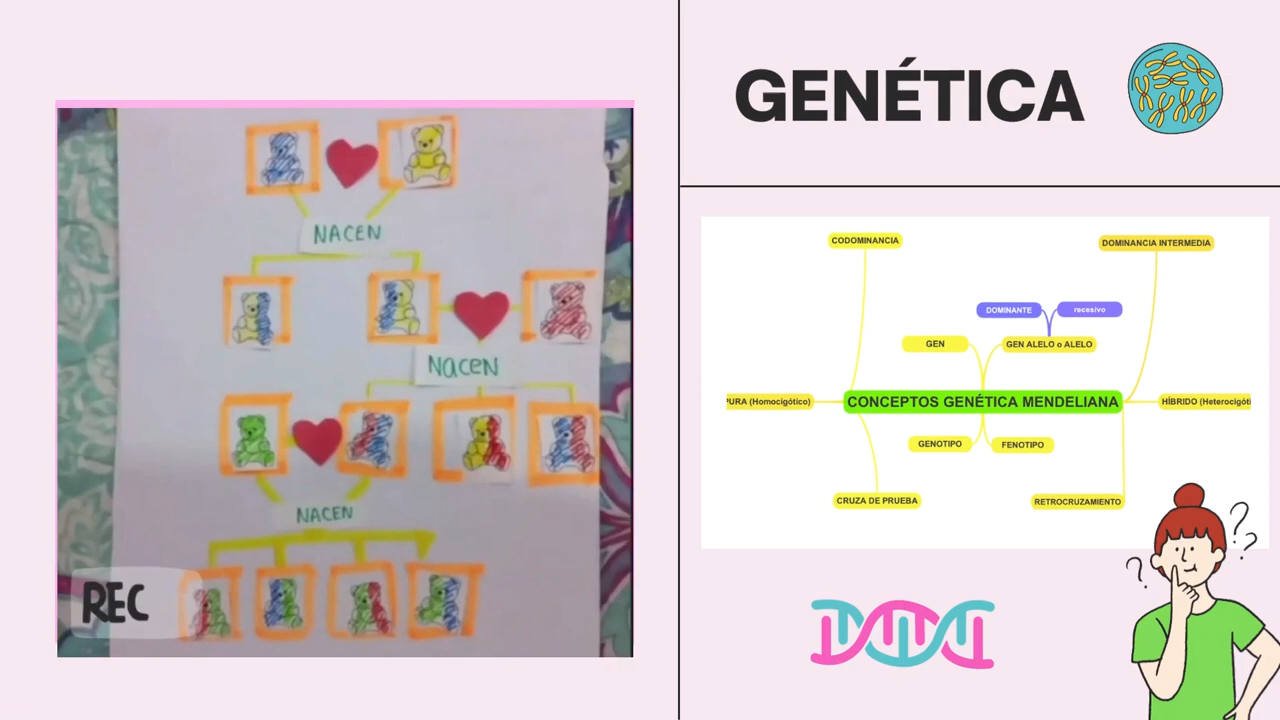 NACEN
NACEN
NACEN
REC
GENÉTICA
CODOMINANCIA
DOMINANCIA INTERMEDIA
DOMINANTE
recesivo
GEN
GEN ALELO o ALELO
PURA (Homocigótico)
CONCEPTOS GENÉTICA MENDELIANA
HÍBRIDO (Heterocigóti
GENOTIPO
FENOTIPO
CRUZA DE PRUEBA
RETROCRUZAMIENTO